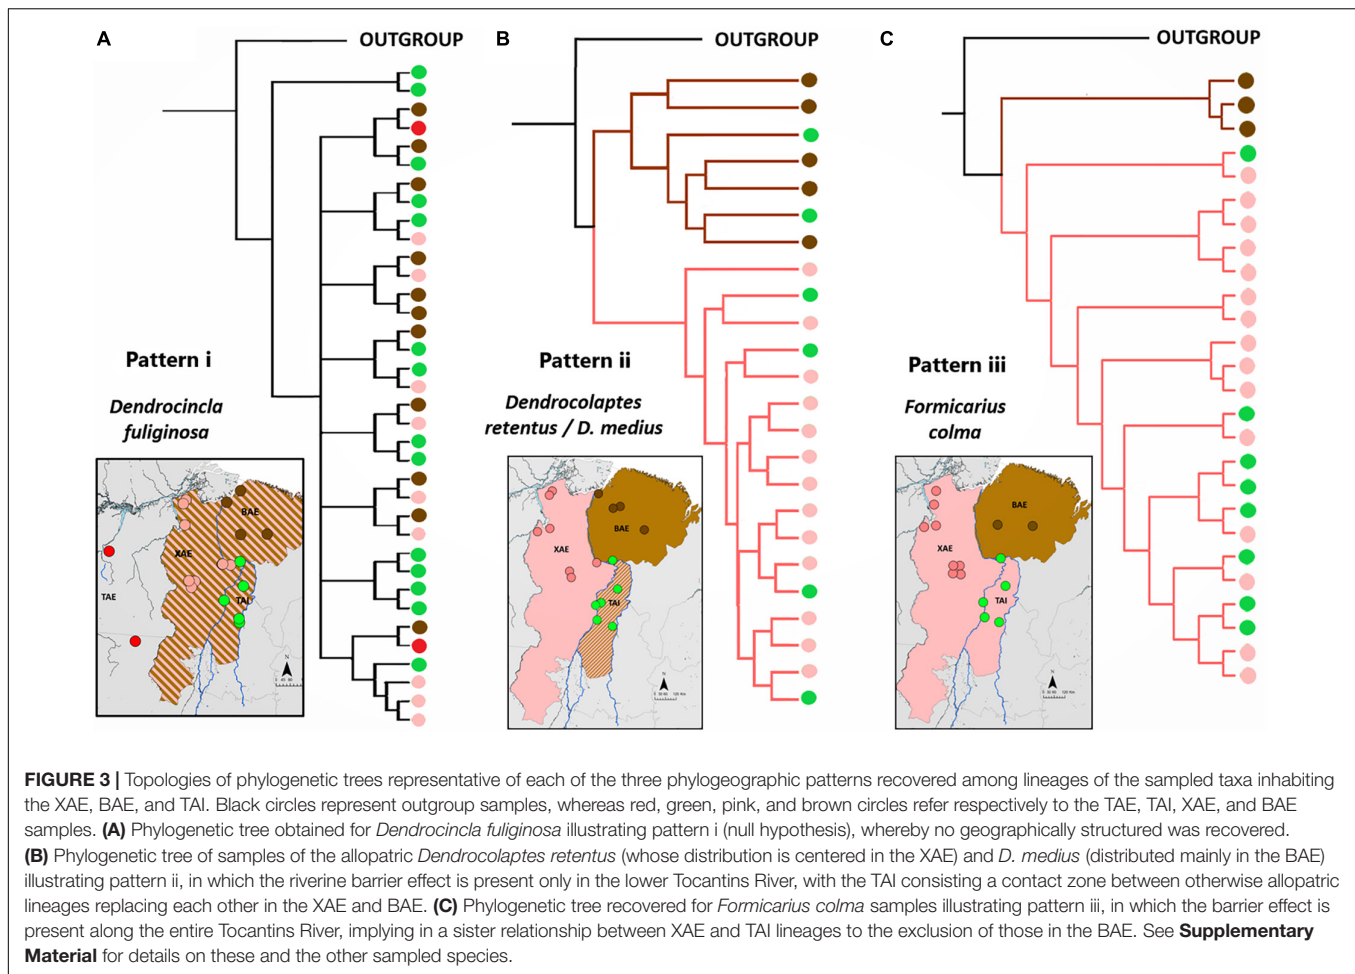 A
OUTGROUP
Pattern i
Dendrocincla
fuliginosa
BAE
XAE
TAE
TAI
N
B
OUTGROUP
Pattern ii
Dendrocolaptes
retentus / D. medius
BAE
XAE
TAI
N
C
OUTGROUP
Pattern iii
Formicarius
colma
BAE
XAE
TAI
N
FIGURE 3 | Topologies of phylogenetic trees representative of each of the three phylogeographic patterns recovered among lineages of the sampled taxa inhabiting
the XAE, BAE, and TAI. Black circles represent outgroup samples, whereas red, green, pink, and brown circles refer respectively to the TAE, TAI, XAE, and BAE
samples. (A) Phylogenetic tree obtained for Dendrocincla fuliginosa illustrating pattern i (null hypothesis), whereby no geographically structured was recovered.
(B) Phylogenetic tree of samples of the allopatric Dendrocolaptes retentus (whose distribution is centered in the XAE) and D. medius (distributed mainly in the BAE)
illustrating pattern ii, in which the riverine barrier effect is present only in the lower Tocantins River, with the TAI consisting a contact zone between otherwise allopatric
lineages replacing each other in the XAE and BAE. (C) Phylogenetic tree recovered for Formicarius colma samples illustrating pattern iii, in which the barrier effect is
present along the entire Tocantins River, implying in a sister relationship between XAE and TAI lineages to the exclusion of those in the BAE. See Supplementary
Material for details on these and the other sampled species.